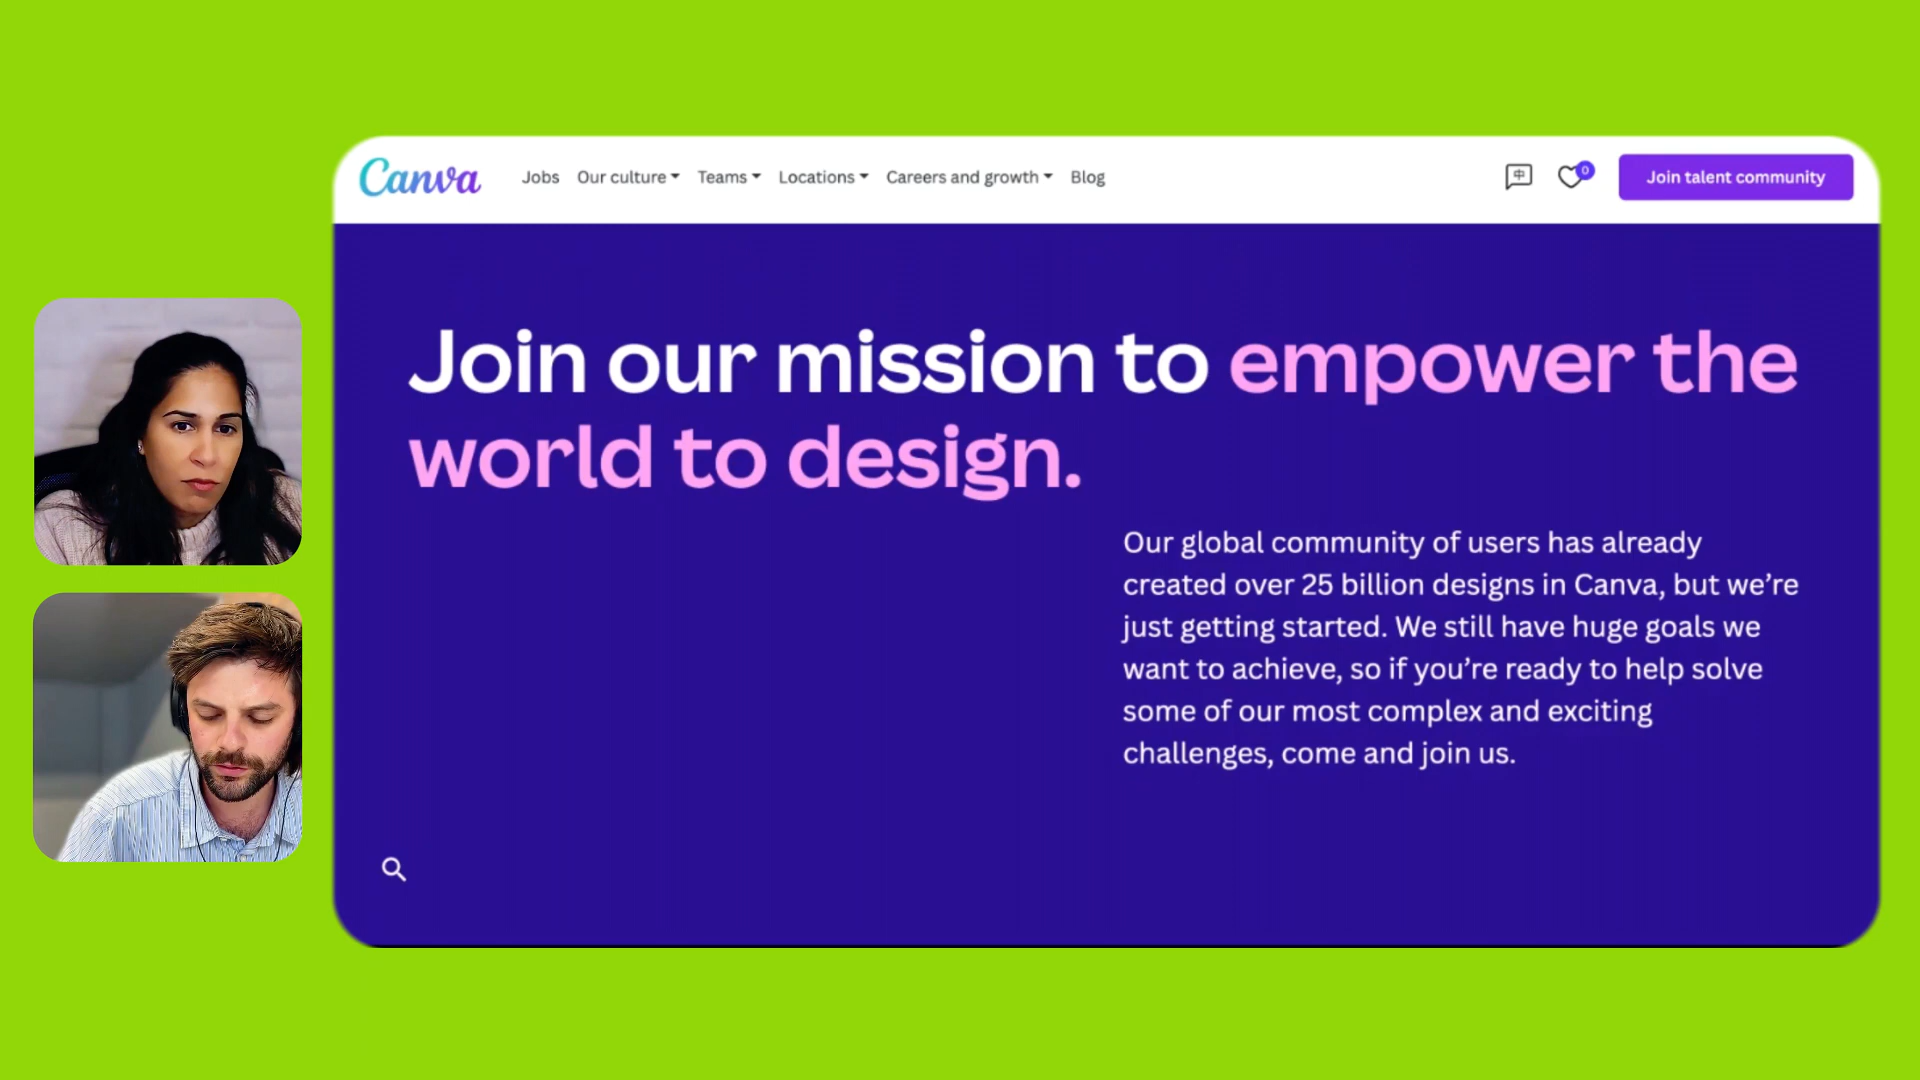 Canva
Jobs
Our culture
Teams
Locations
Careers and growth
Blog
中
0
Join talent community
Join our mission to empower the
world to design.
Our global community of users has already
created over 25 billion designs in Canva, but we’re
just getting started. We still have huge goals we
want to achieve, so if you’re ready to help solve
some of our most complex and exciting
challenges, come and join us.